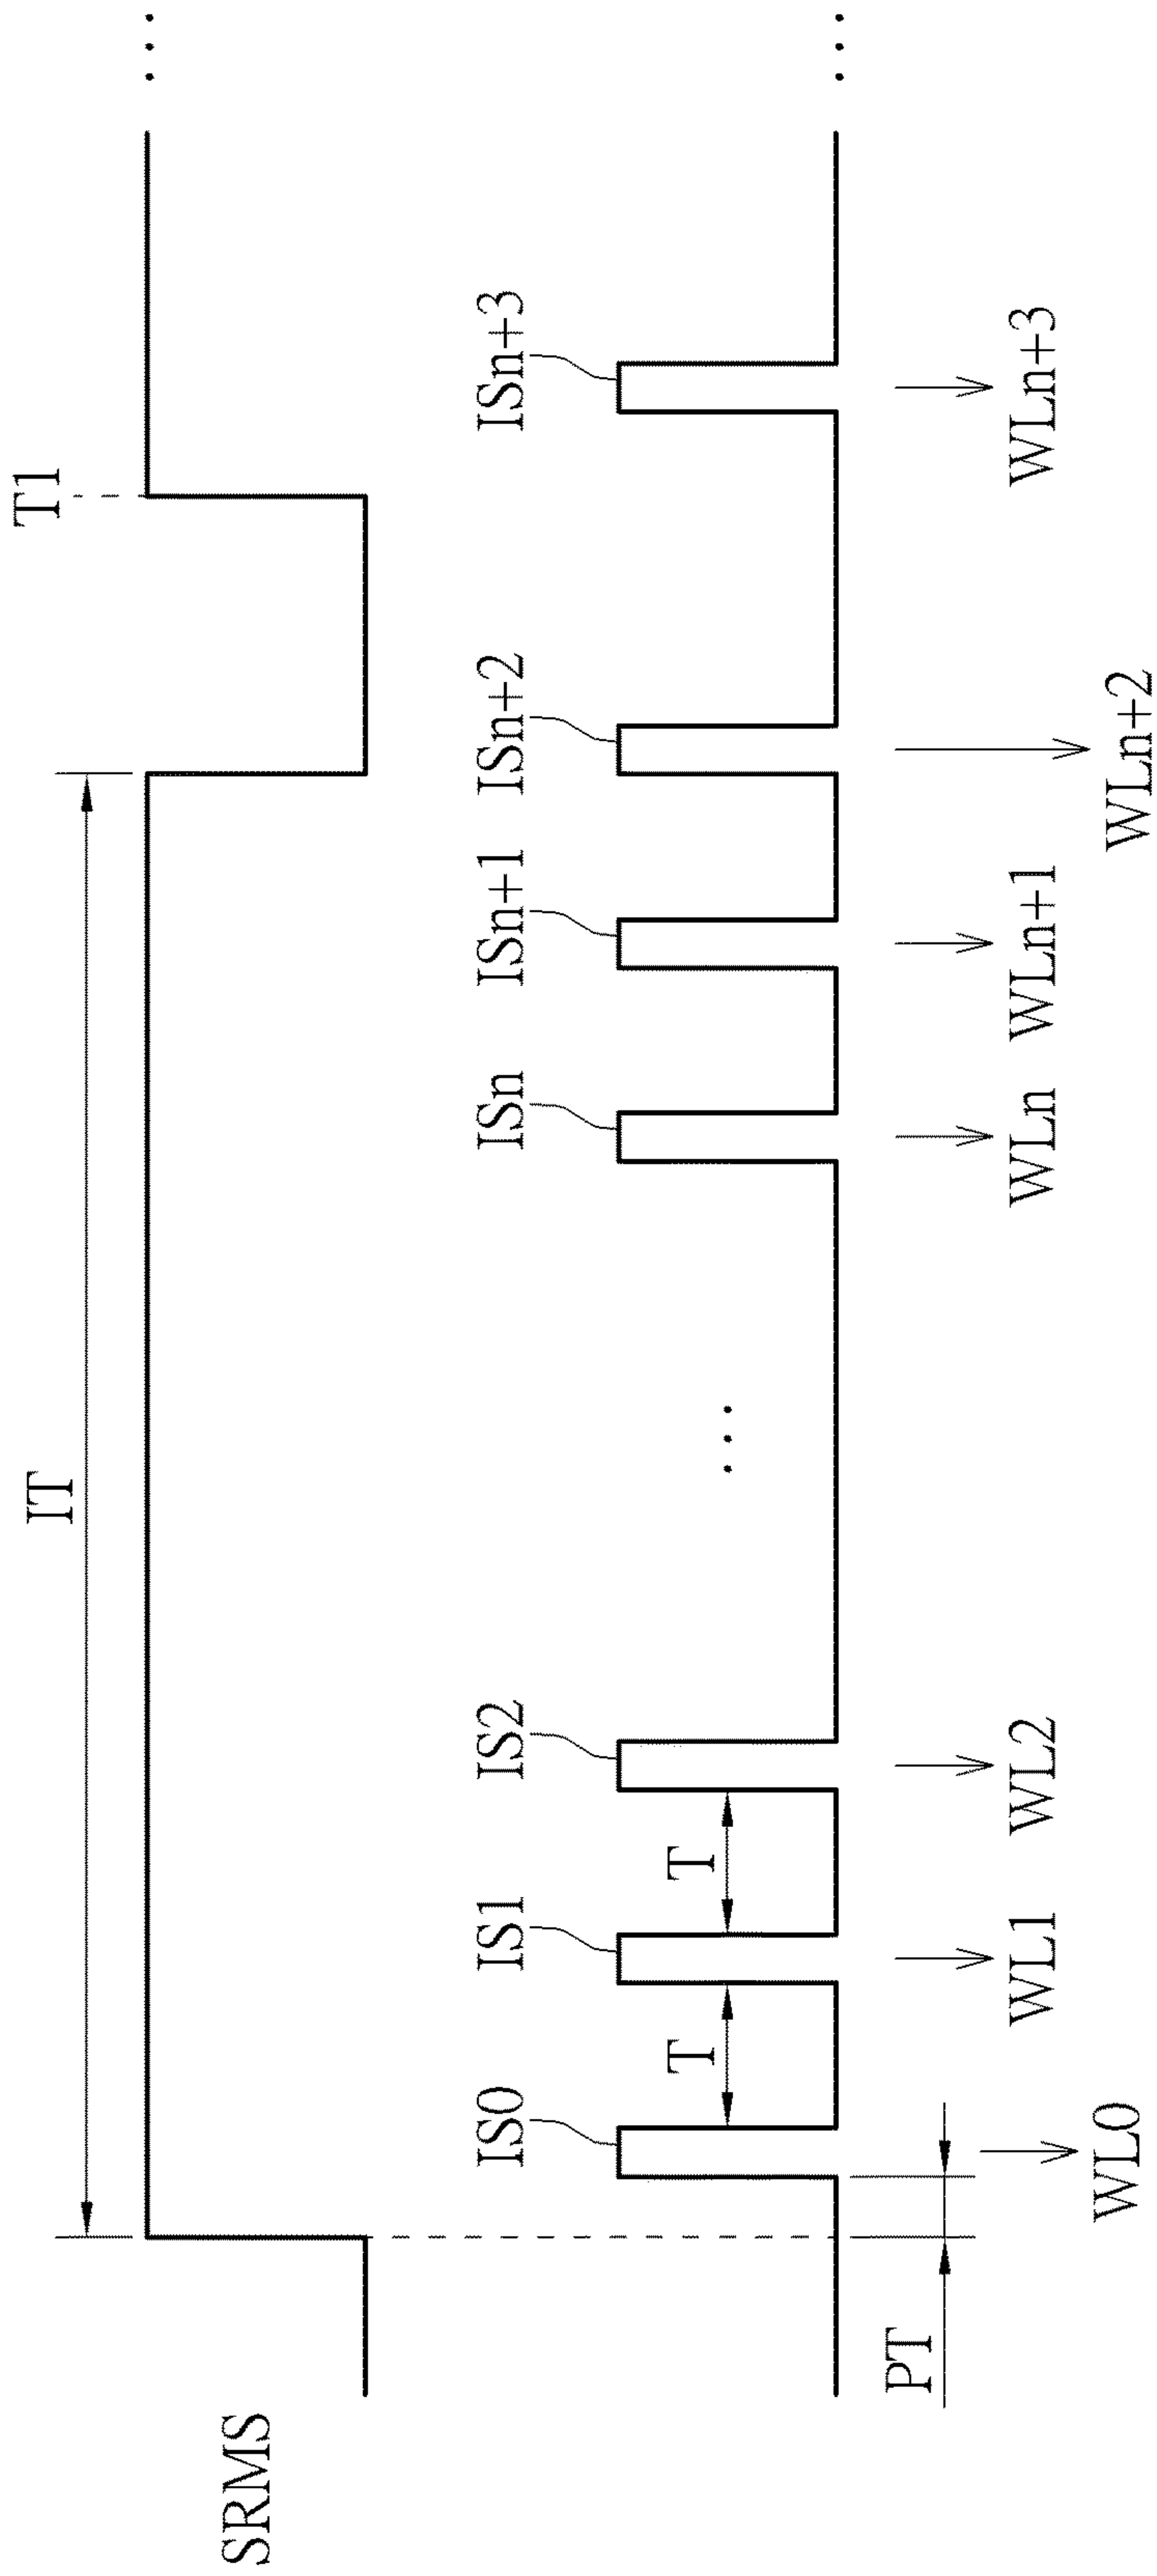 T1
IT
SRMS
IS0
IS1
IS2
...
ISn
ISn+1
ISn+2
ISn+3
T
T
PT
WL0
WL1
WL2
WLn
WLn+1
WLn+2
WLn+3